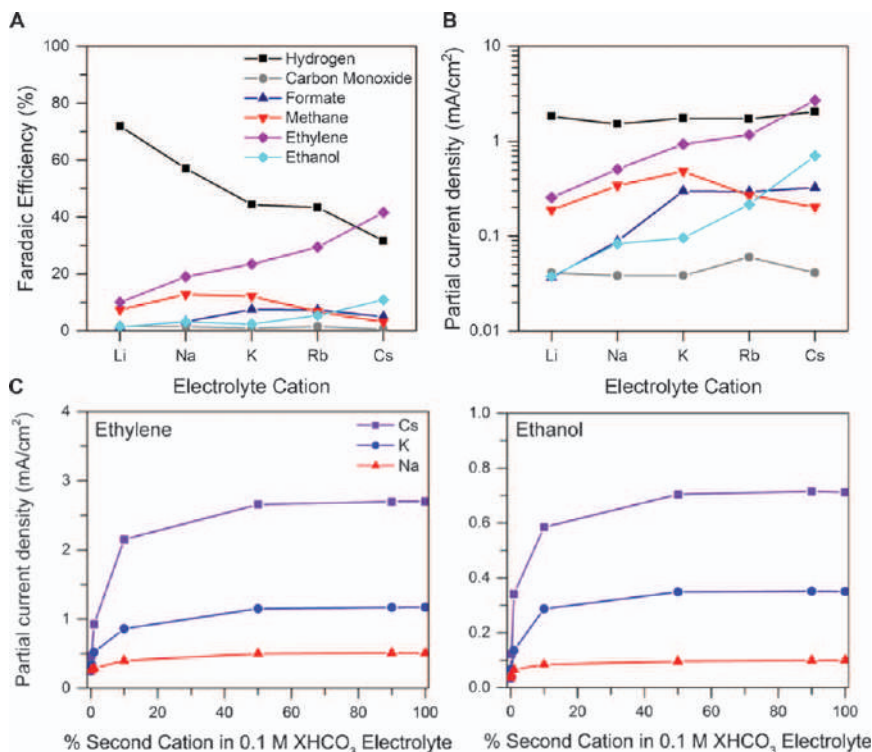 A
Faradaic Efficiency (%)
100
80
60
40
20
0
Hydrogen
Carbon Monoxide
Formate
Methane
Ethylene
Ethanol
Li Na K Rb Cs
Electrolyte Cation
B
Partial current density (mA/cm²)
10
1
0.1
0.01
Li Na K Rb Cs
Electrolyte Cation
C
Partial current density (mA/cm²)
4
3
2
1
0
Ethylene
Cs
K
Na
0 20 40 60 80 100
% Second Cation in 0.1 M XHCO₃ Electrolyte
1.0
0.8
0.6
0.4
0.2
0.0
Ethanol
0 20 40 60 80 100
% Second Cation in 0.1 M XHCO₃ Electrolyte